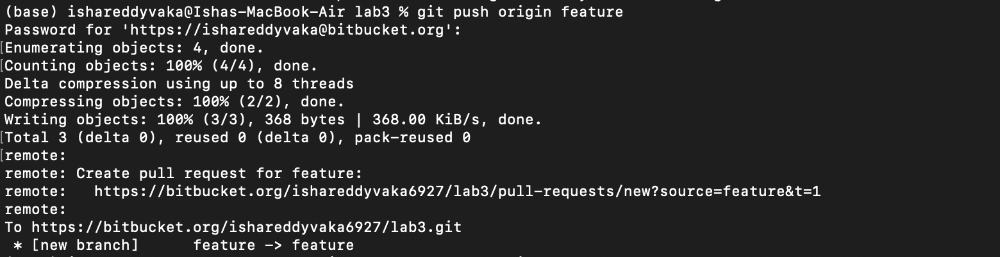 (base) ishareddyvaka@Ishas-MacBook-Air lab3 % git push origin feature
Password for 'https://ishareddyvaka@bitbucket.org':
[Enumerating objects: 4, done.
[Counting objects: 100% (4/4), done.
Delta compression using up to 8 threads
Compressing objects: 100% (2/2), done.
Writing objects: 100% (3/3), 368 bytes | 368.00 KiB/s, done.
[Total 3 (delta 0), reused 0 (delta 0), pack-reused 0
[remote:
remote: Create pull request for feature:
remote:   https://bitbucket.org/ishareddyvaka6927/lab3/pull-requests/new?source=feature&t=1
remote:
To https://bitbucket.org/ishareddyvaka6927/lab3.git
 * [new branch]      feature -> feature